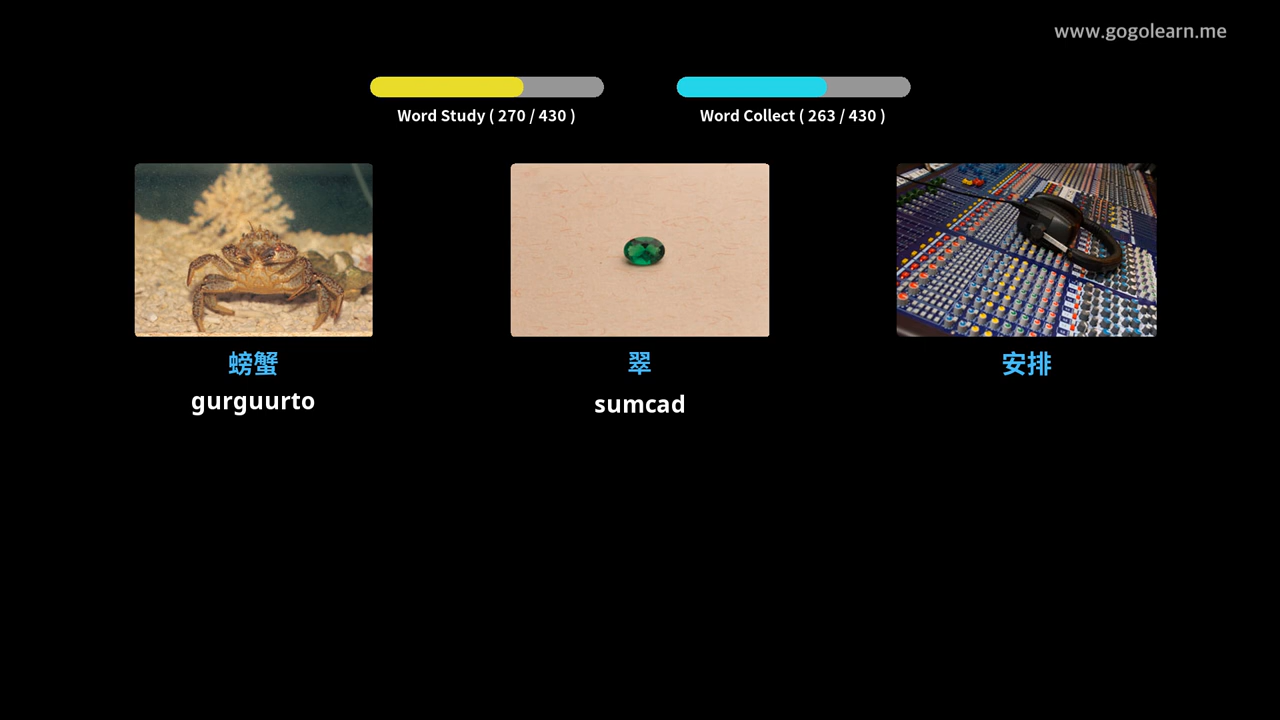 www.gogolearn.me
Word Study ( 270 / 430 )
Word Collect ( 263 / 430 )
螃蟹
gurguurto
翠
sumcad
安排